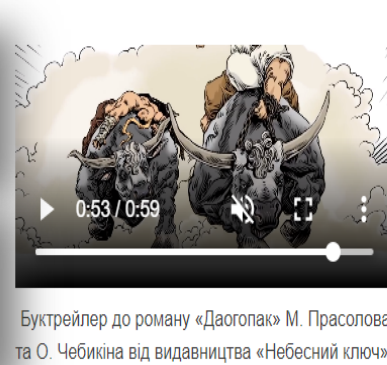 0:53 / 0:59
Буктрейлер до роману «Даогопак» М. Прасолова
та О. Чебикіна від видавництва «Небесний ключ»